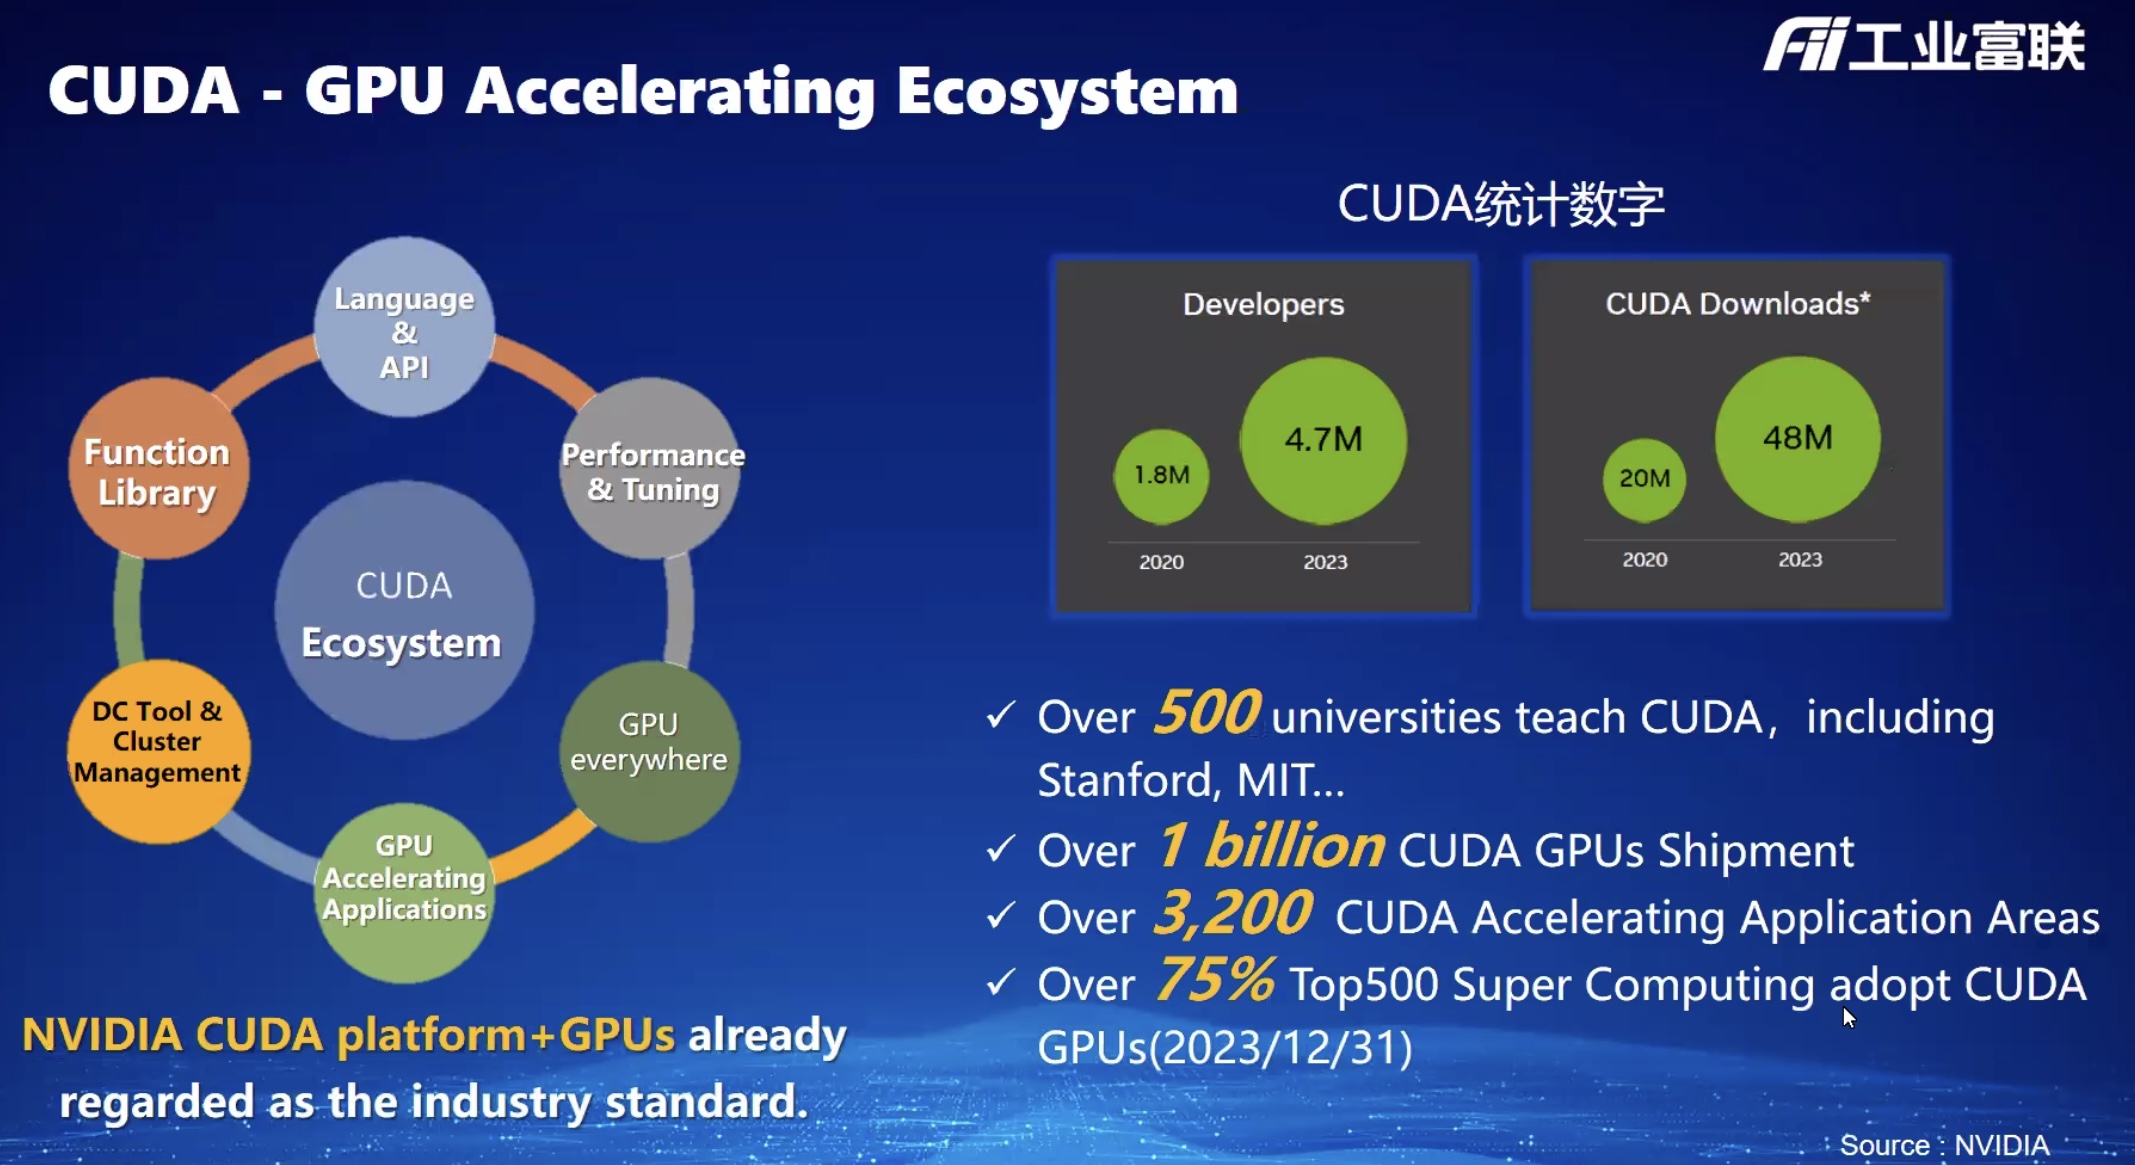 Fii工业富联
CUDA - GPU Accelerating Ecosystem
Language
&
API
Function
Library
Performance
& Tuning
CUDA
Ecosystem
DC Tool &
Cluster
Management
GPU
everywhere
GPU
Accelerating
Applications
NVIDIA CUDA platform+GPUs already
regarded as the industry standard.
CUDA统计数字
Developers
1.8M
4.7M
2020
2023
CUDA Downloads*
20M
48M
2020
2023
✓ Over 500 universities teach CUDA，including
Stanford, MIT...
✓ Over 1 billion CUDA GPUs Shipment
✓ Over 3,200 CUDA Accelerating Application Areas
✓ Over 75% Top500 Super Computing adopt CUDA
GPUs(2023/12/31)
Source : NVIDIA